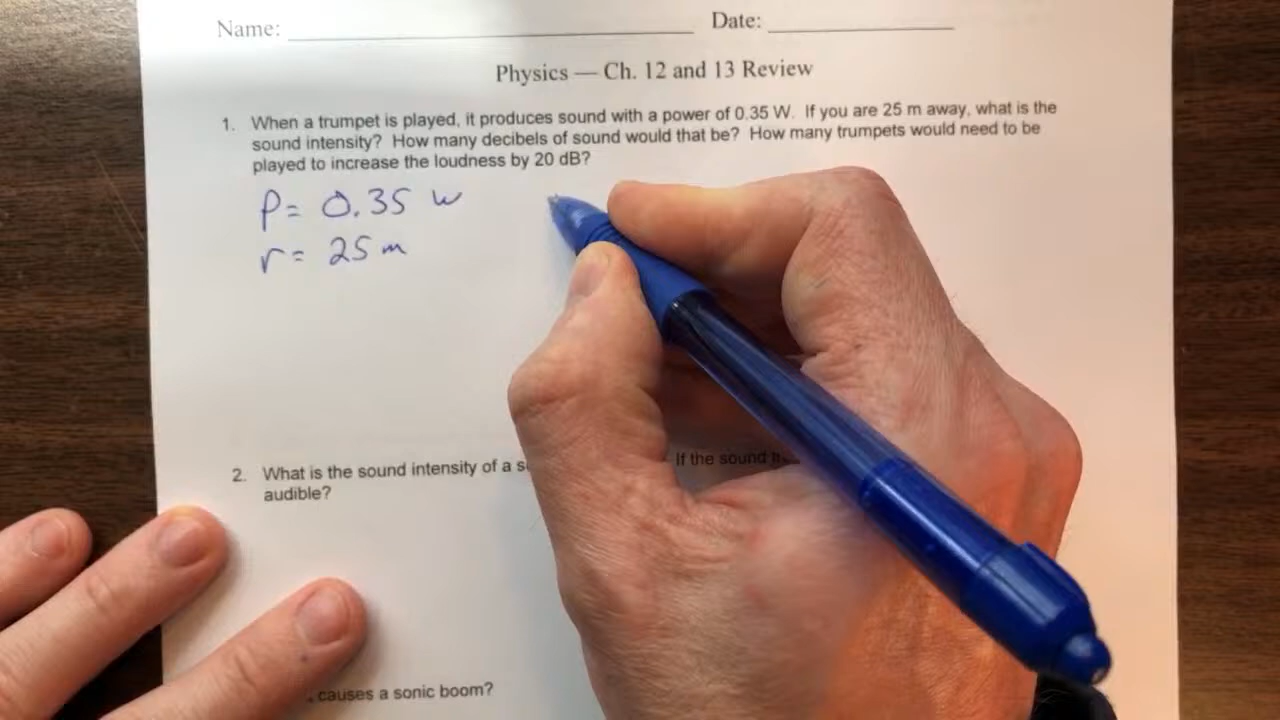 Name: Date:
Physics — Ch. 12 and 13 Review
1. When a trumpet is played, it produces sound with a power of 0.35 W. If you are 25 m away, what is the
sound intensity? How many decibels of sound would that be? How many trumpets would need to be
played to increase the loudness by 20 dB?
P= 0.35 W
r= 25 m
2. What is the sound intensity of a If the sound
audible?
causes a sonic boom?